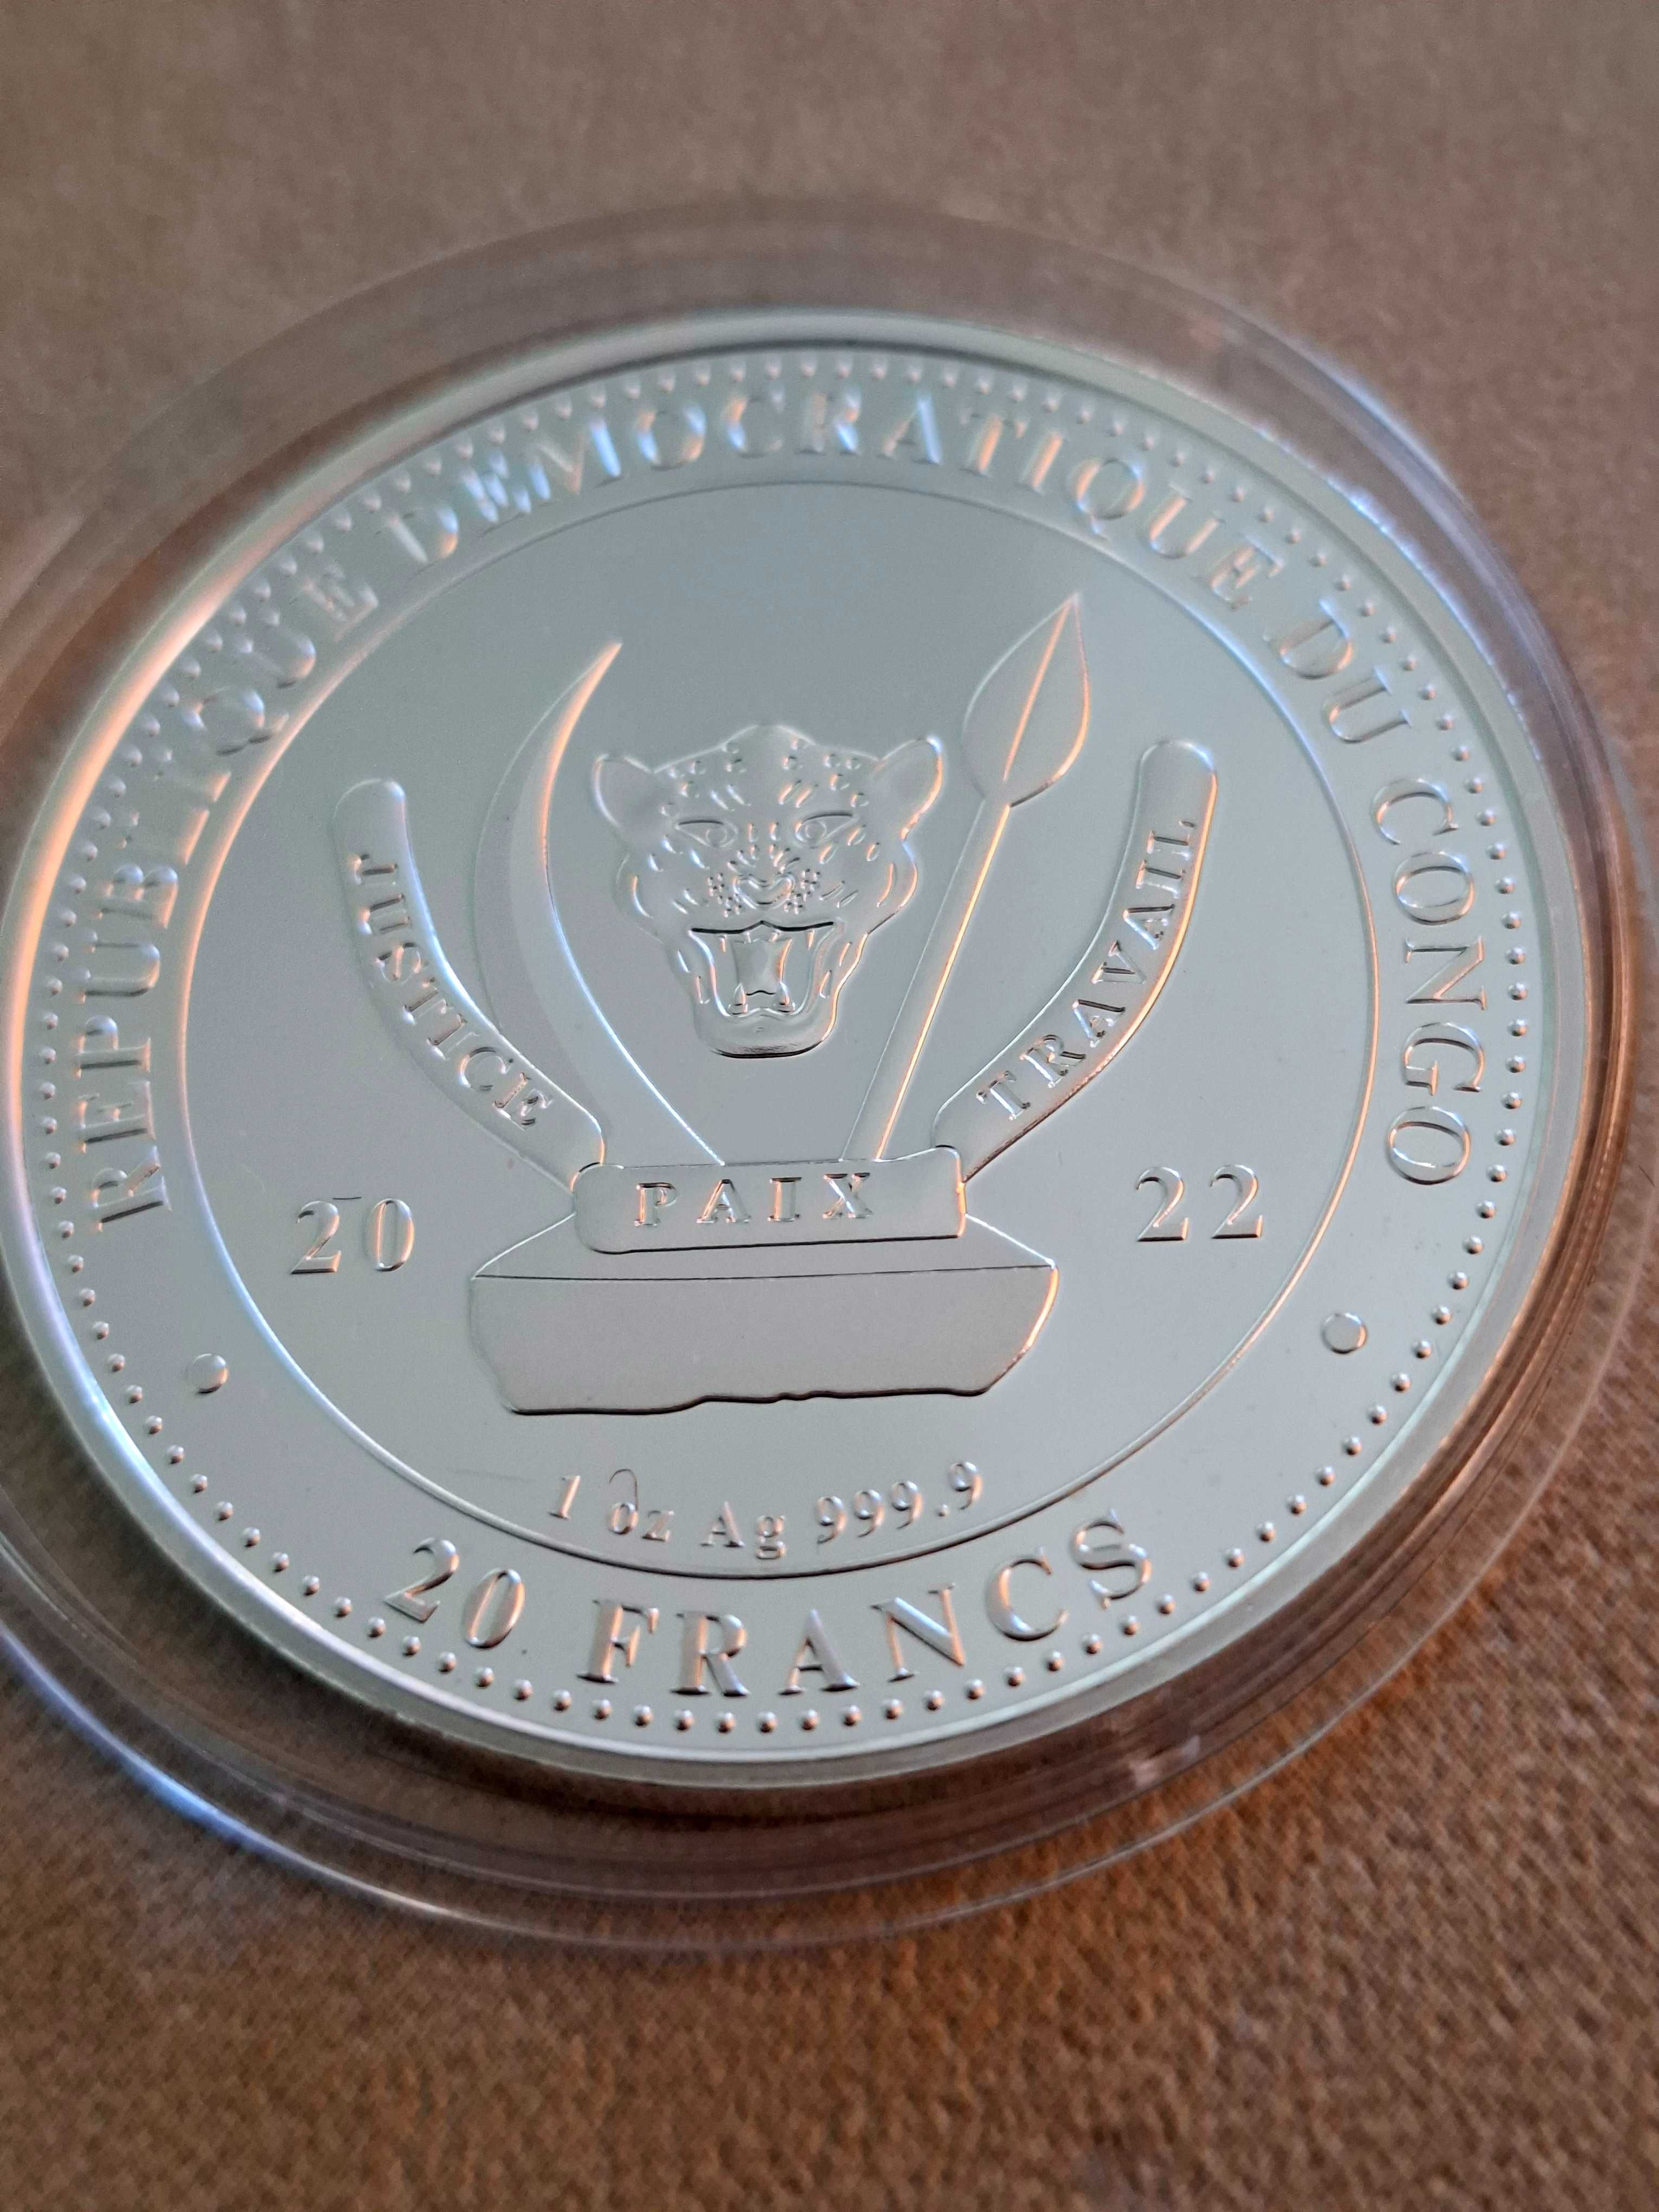 REPUBLIQUE DEMOCRATIQUE DU CONGO
JUSTICE
TRAVAIL
PAIX
20 22
1 oz Ag 999.9
20 FRANCS